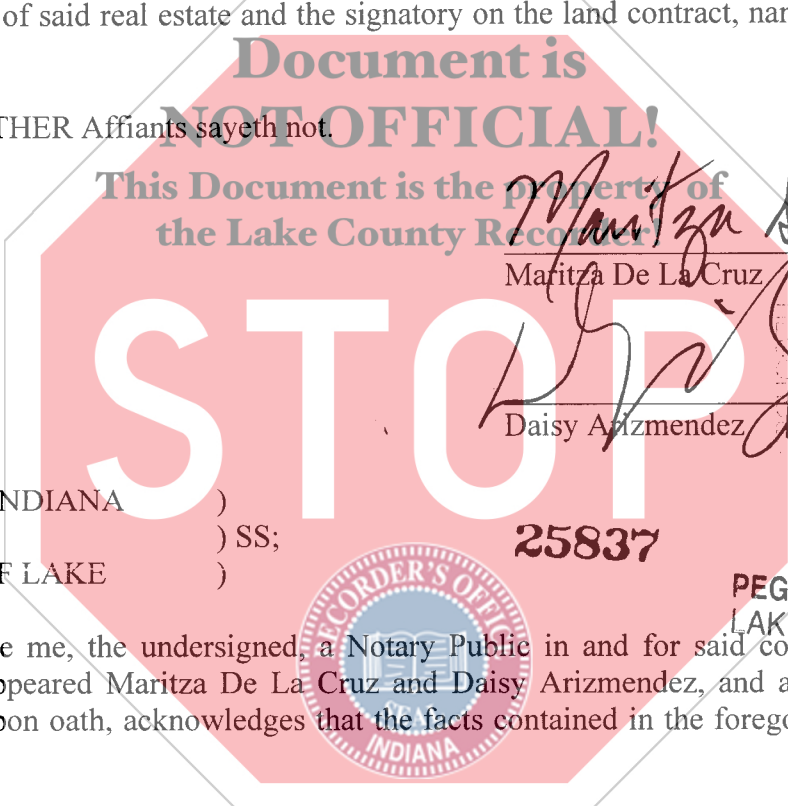 of said real estate and the signatory on the land contract, nar
Document is
THER Affiants sayeth not.
NOT OFFICIAL!
This Document is the property of
the Lake County Recorder!
Maritza
Maritza De La Cruz
STOP
Daisy Arizmendez
NDIANA )
) SS;
25837
F LAKE )
PEG
LAK
RECORDER'S OFFIC
e me, the undersigned, a Notary Public in and for said co
ppeared Maritza De La Cruz and Daisy Arizmendez, and a
SEAL
pon oath, acknowledges that the facts contained in the forego
INDIANA